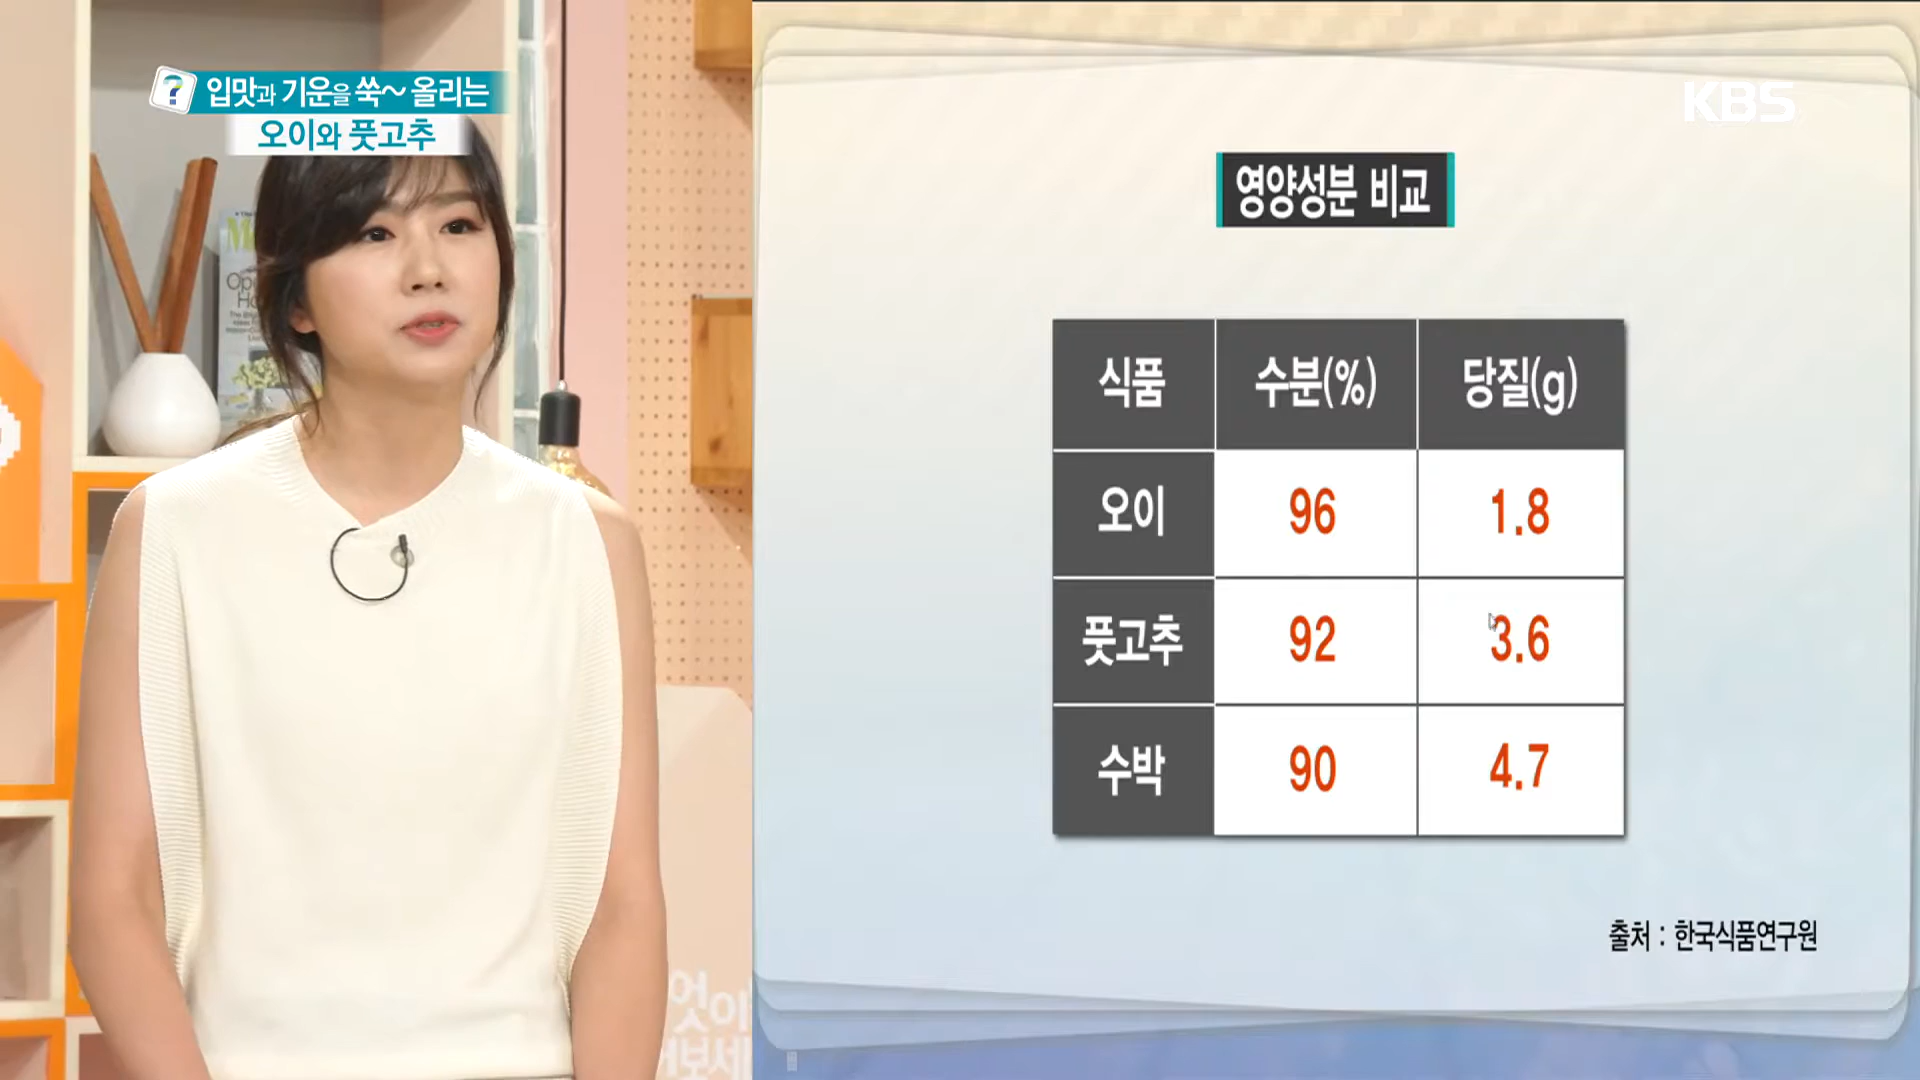 입맛과 기운을 쑥~ 올리는
오이와 풋고추
KBS
영양성분 비교
식품 수분(%) 당질(g)
오이 96 1.8
풋고추 92 3.6
수박 90 4.7
출처 : 한국식품연구원